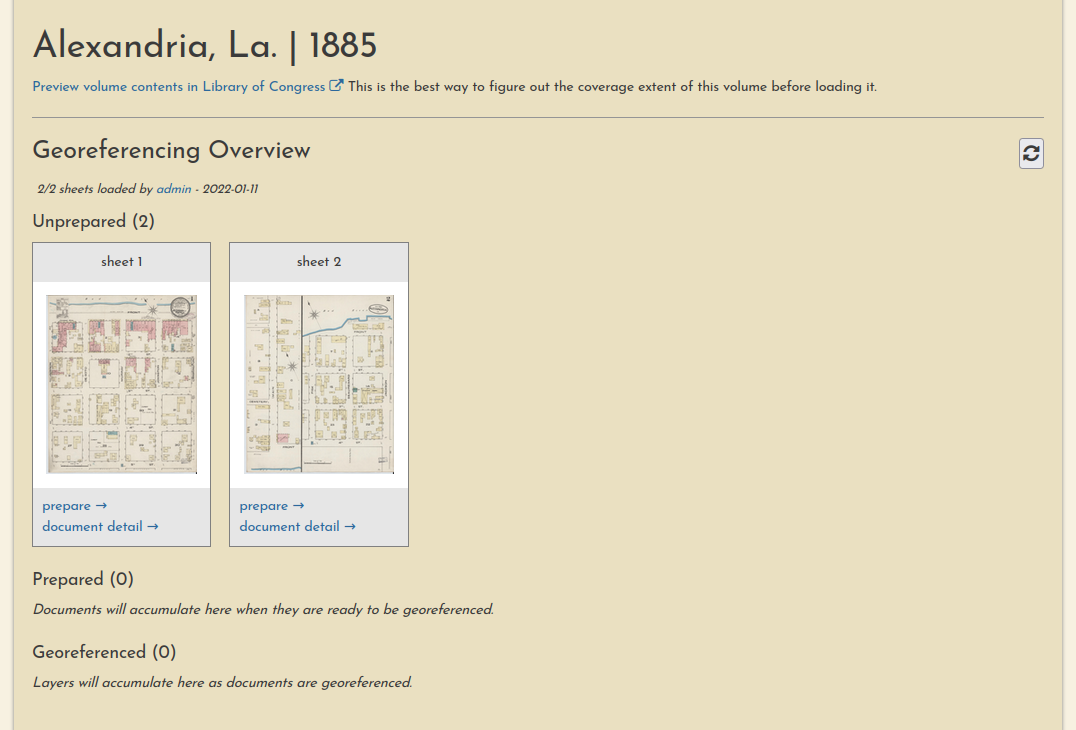 Alexandria, La. | 1885
Preview volume contents in Library of Congress This is the best way to figure out the coverage extent of this volume before loading it.
Georeferencing Overview
2/2 sheets loaded by admin - 2022-01-11
Unprepared (2)
sheet 1
sheet 2
prepare →
document detail →
prepare →
document detail →
Prepared (0)
Documents will accumulate here when they are ready to be georeferenced.
Georeferenced (0)
Layers will accumulate here as documents are georeferenced.